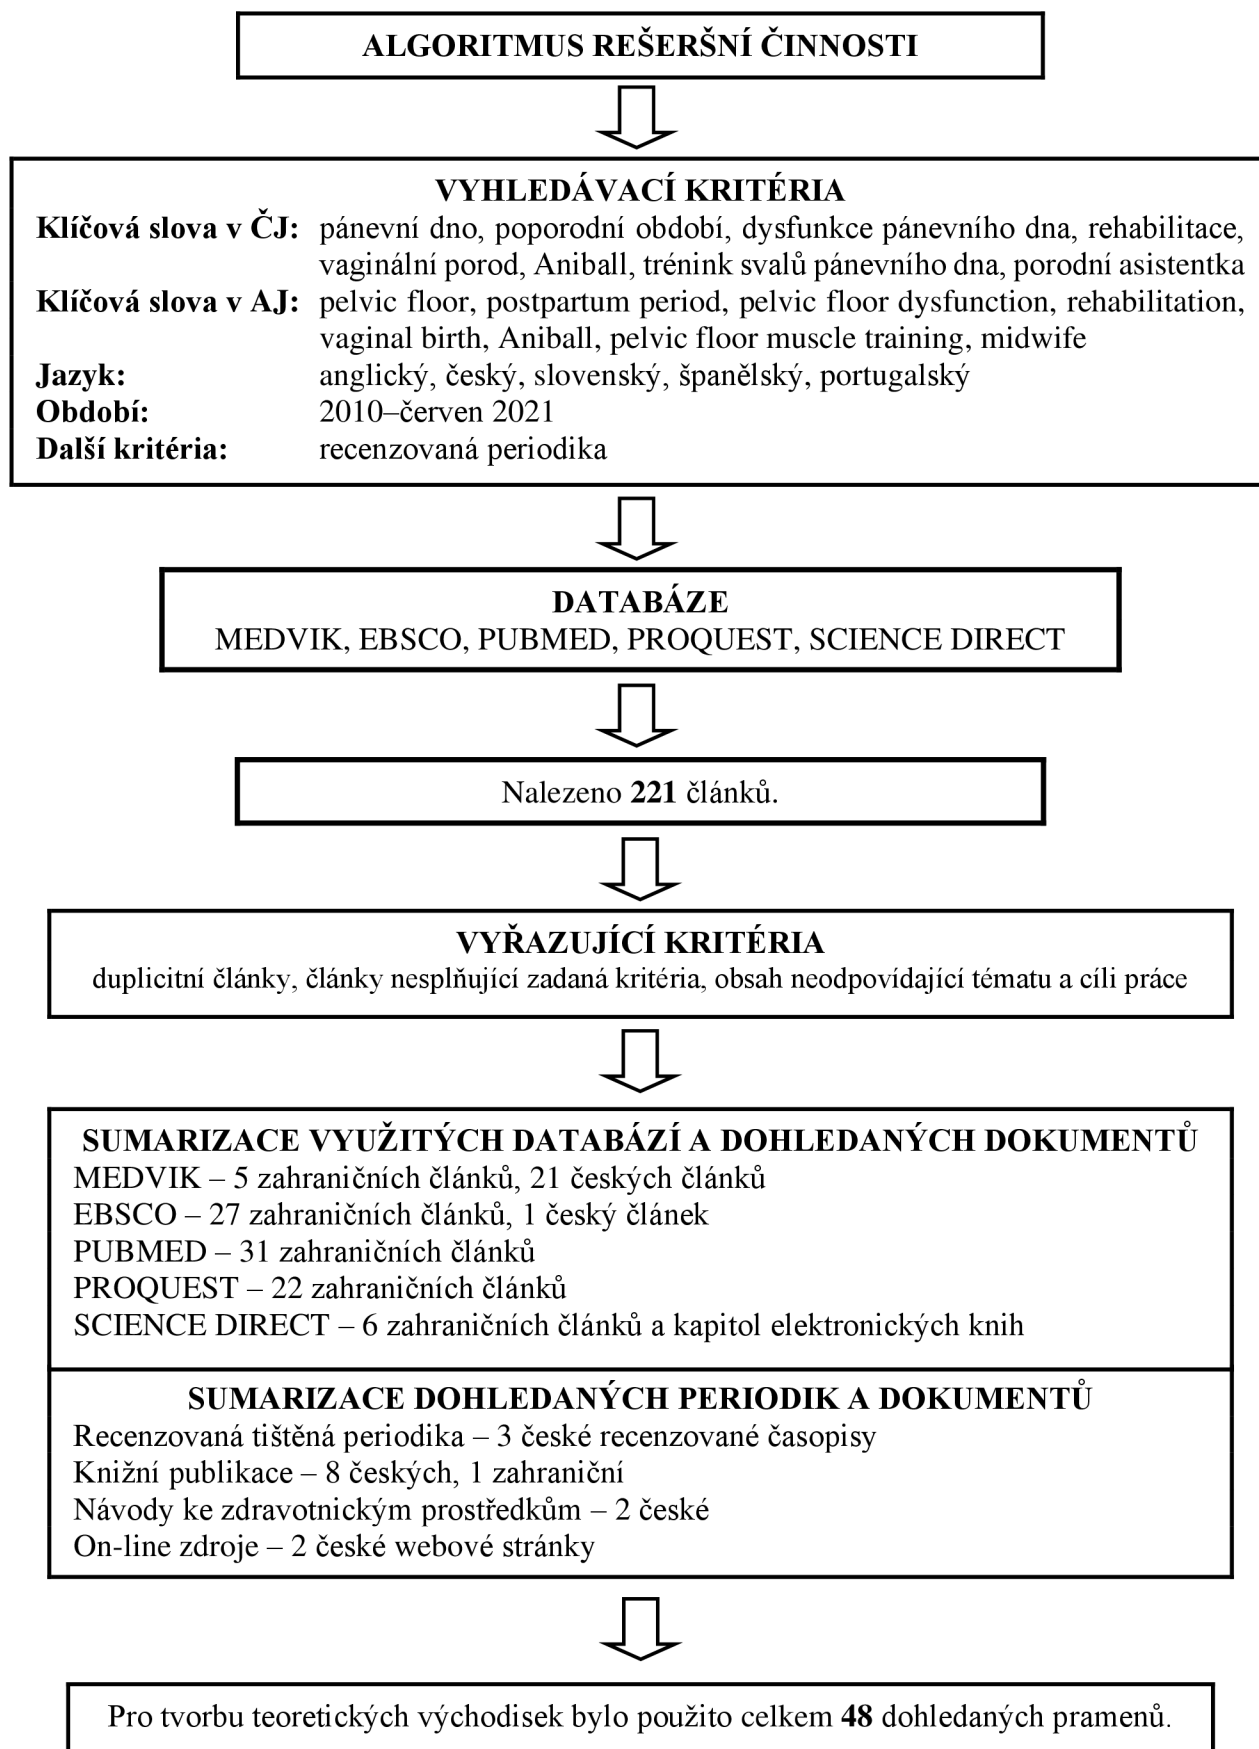 ALGORITMUS REŠERŠNÍ ČINNOSTI
VYHLEDÁVACÍ KRITÉRIA
Klíčová slova v ČJ: pánevní dno, poporodní období, dysfunkce pánevního dna, rehabilitace,
vaginální porod, Aniball, trénink svalů pánevního dna, porodní asistentka
Klíčová slova v AJ: pelvic floor, postpartum period, pelvic floor dysfunction, rehabilitation,
vaginal birth, Aniball, pelvic floor muscle training, midwife
Jazyk: anglický, český, slovenský, španělský, portugalský
Období: 2010–červen 2021
Další kritéria: recenzovaná periodika
DATABÁZE
MEDVIK, EBSCO, PUBMED, PROQUEST, SCIENCE DIRECT
Nalezeno 221 článků.
VYŘAZUJÍCÍ KRITÉRIA
duplicitní články, články nesplňující zadaná kritéria, obsah neodpovídající tématu a cíli práce
SUMARIZACE VYUŽITÝCH DATABÁZÍ A DOHLEDANÝCH DOKUMENTŮ
MEDVIK – 5 zahraničních článků, 21 českých článků
EBSCO – 27 zahraničních článků, 1 český článek
PUBMED – 31 zahraničních článků
PROQUEST – 22 zahraničních článků
SCIENCE DIRECT – 6 zahraničních článků a kapitol elektronických knih
SUMARIZACE DOHLEDANÝCH PERIODIK A DOKUMENTŮ
Recenzovaná tištěná periodika – 3 české recenzované časopisy
Knižní publikace – 8 českých, 1 zahraniční
Návody ke zdravotnickým prostředkům – 2 české
On-line zdroje – 2 české webové stránky
Pro tvorbu teoretických východisek bylo použito celkem 48 dohledaných pramenů.